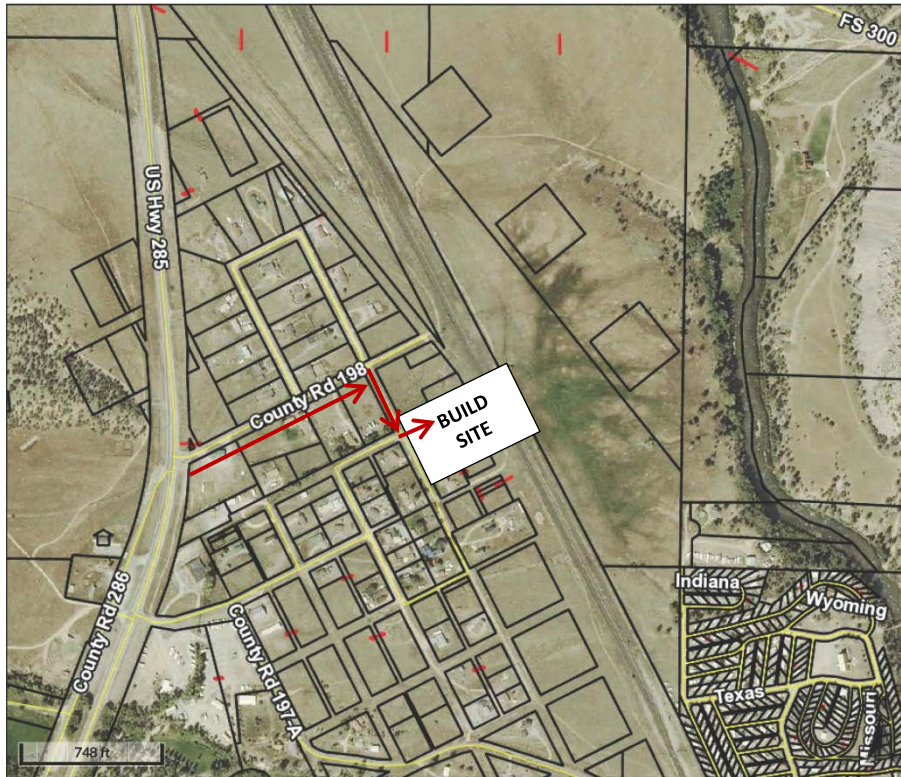 FS 300
US Hwy 285
County Rd 198
BUILD
SITE
County Rd 286
County Rd 197-A
Indiana
Wyoming
Texas
Missouri
748 ft